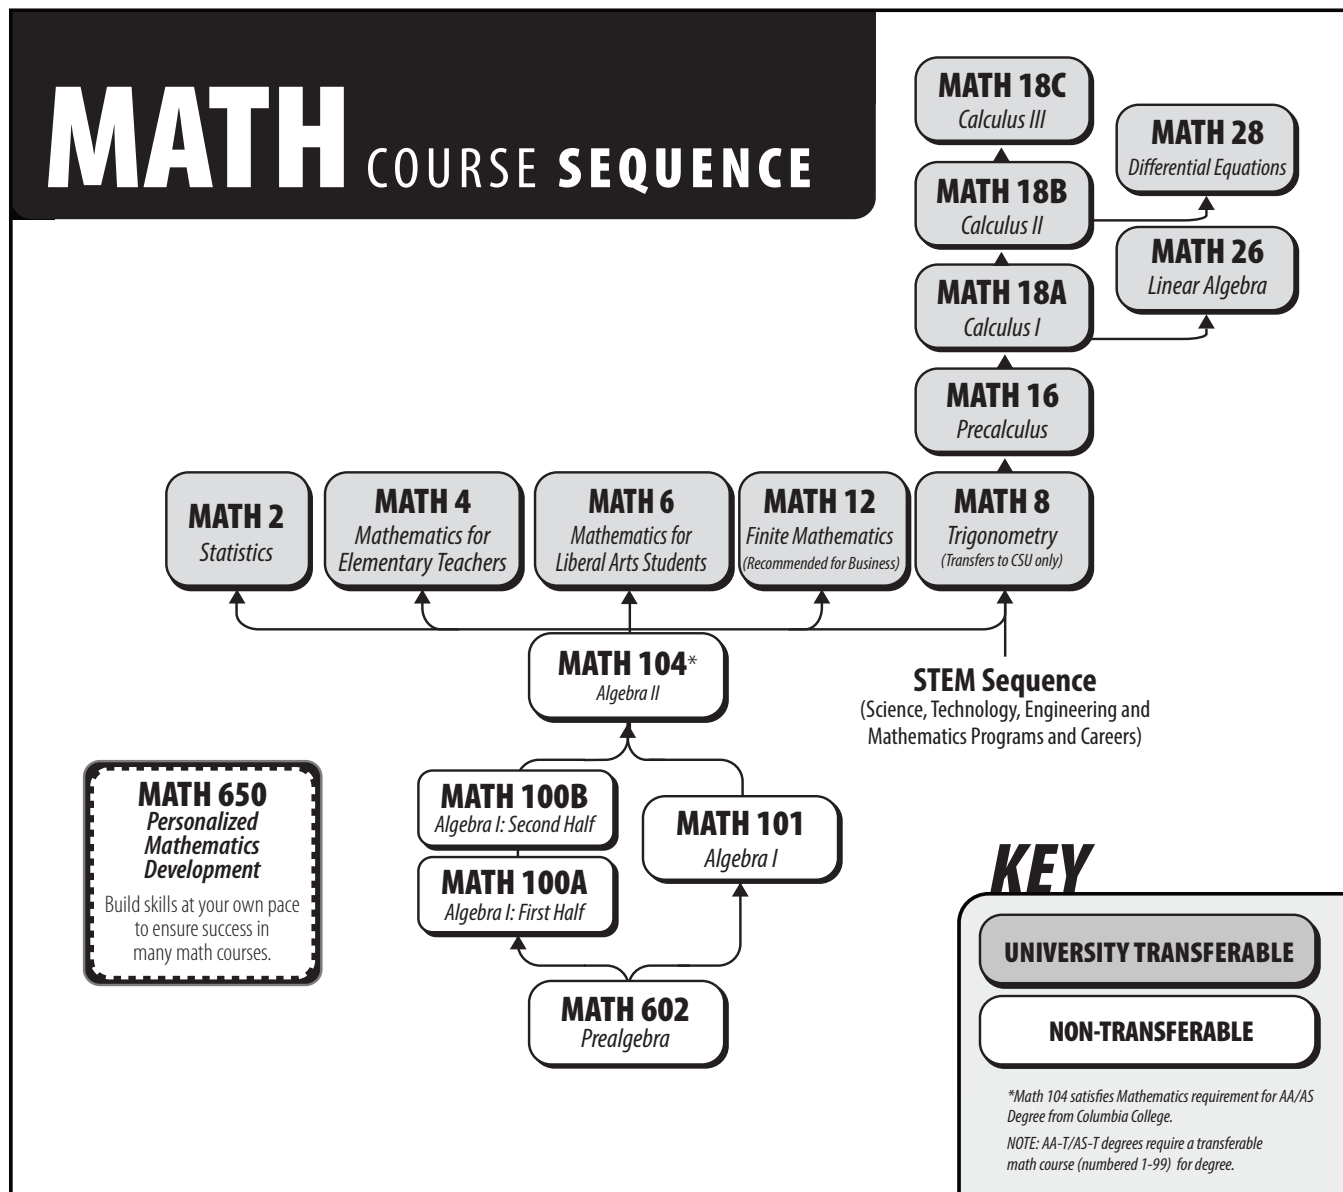 MATH COURSE SEQUENCE
MATH 18C
Calculus III
MATH 28
Differential Equations
MATH 18B
Calculus II
MATH 26
Linear Algebra
MATH 18A
Calculus I
MATH 16
Precalculus
MATH 2
Statistics
MATH 4
Mathematics for
Elementary Teachers
MATH 6
Mathematics for
Liberal Arts Students
MATH 12
Finite Mathematics
(Recommended for Business)
MATH 8
Trigonometry
(Transfers to CSU only)
MATH 104*
Algebra II
STEM Sequence
(Science, Technology, Engineering and
Mathematics Programs and Careers)
MATH 650
Personalized
Mathematics
Development
Build skills at your own pace
to ensure success in
many math courses.
MATH 100B
Algebra I: Second Half
MATH 100A
Algebra I: First Half
MATH 101
Algebra I
MATH 602
Prealgebra
KEY
UNIVERSITY TRANSFERABLE
NON-TRANSFERABLE
*Math 104 satisfies Mathematics requirement for AA/AS
Degree from Columbia College.
NOTE: AA-T/AS-T degrees require a transferable
math course (numbered 1-99) for degree.